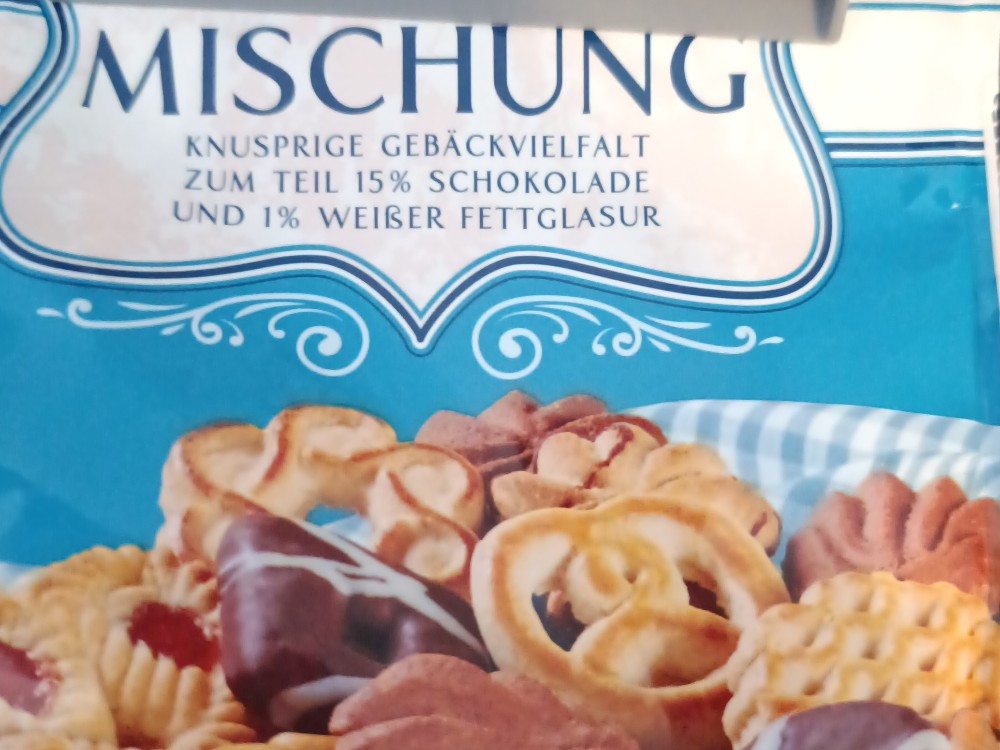 MISCHUNG
KNUSPRIGE GEBÄCKVIELFALT
ZUM TEIL 15% SCHOKOLADE
UND 1% WEIßER FETTGLASUR